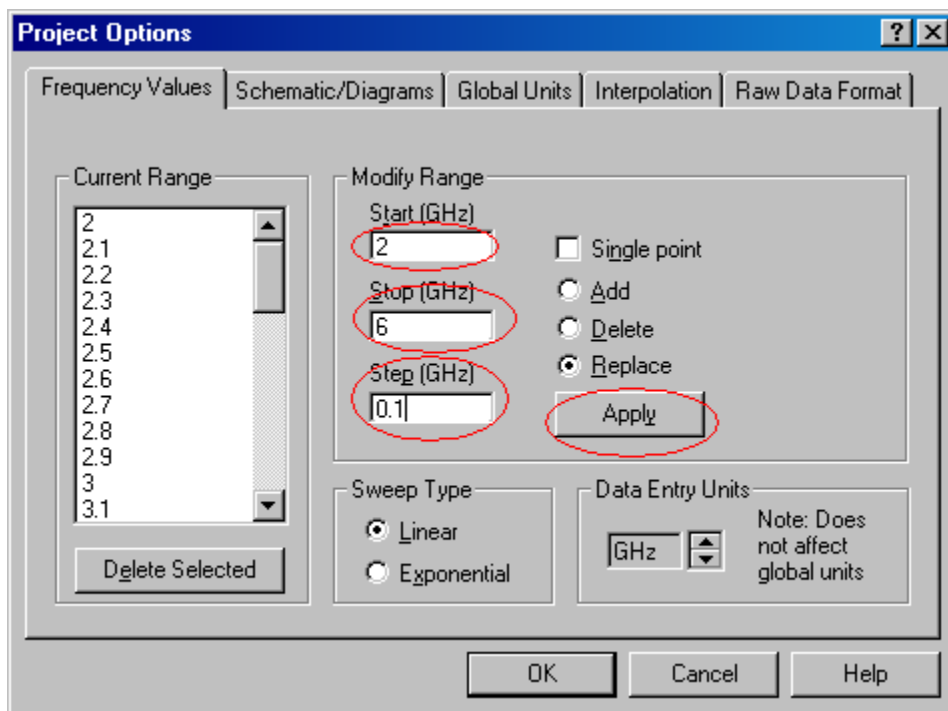 Project Options
Frequency Values
Schematic/Diagrams
Global Units
Interpolation
Raw Data Format
Current Range
2
2.1
2.2
2.3
2.4
2.5
2.6
2.7
2.8
2.9
3
3.1
Delete Selected
Modify Range
Start (GHz)
2
Stop (GHz)
6
Step (GHz)
0.1
Single point
Add
Delete
Replace
Apply
Sweep Type
Linear
Exponential
Data Entry Units
GHz
Note: Does
not affect
global units
OK
Cancel
Help